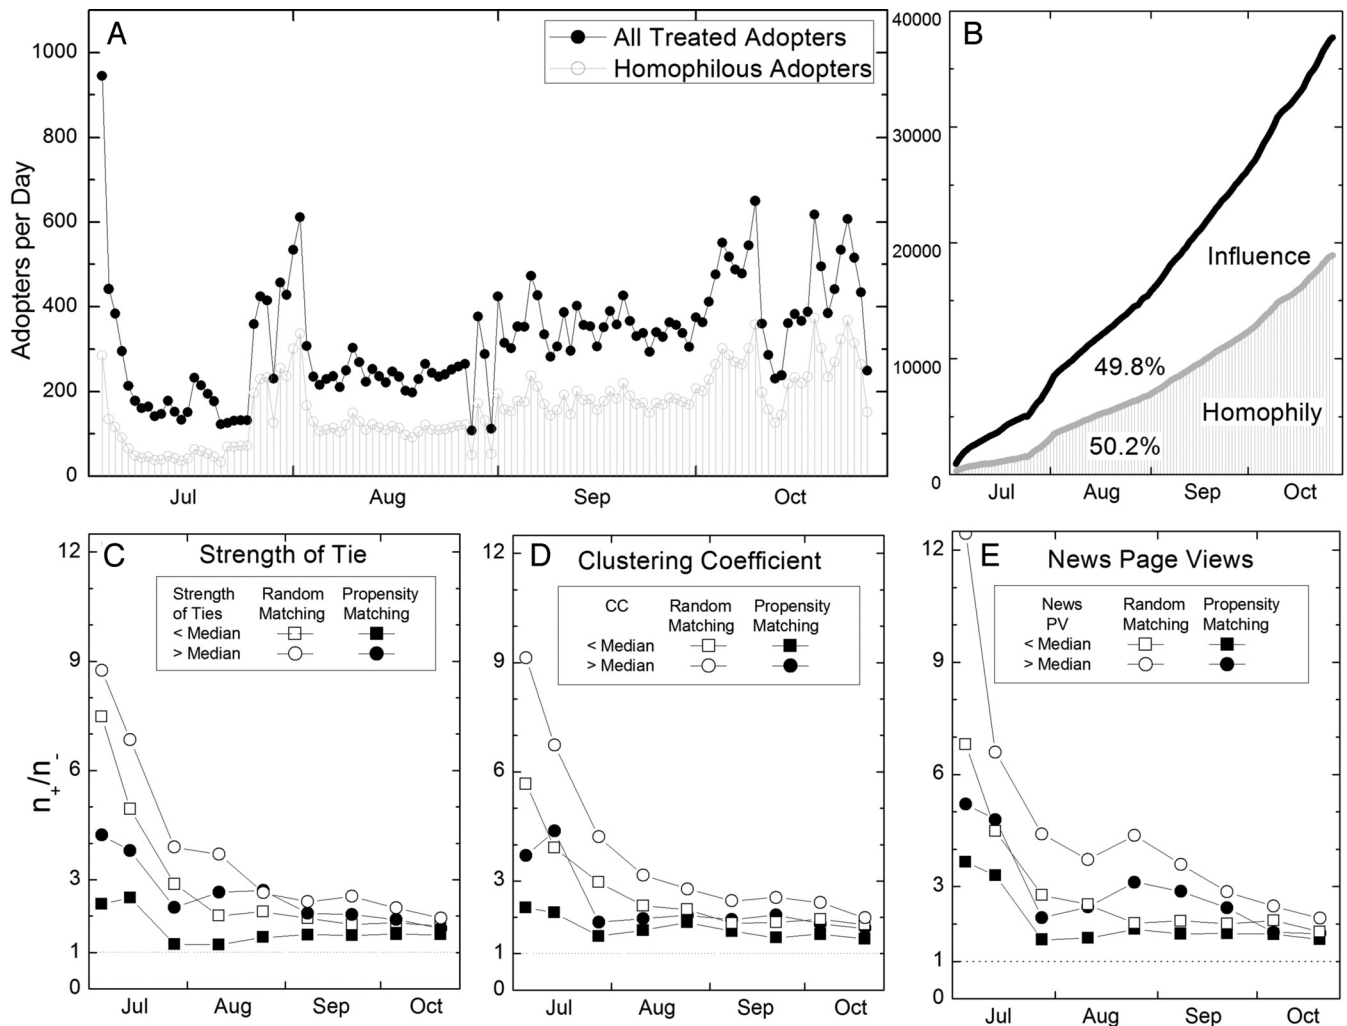 A
All Treated Adopters
Homophilous Adopters
Adopters per Day
1000
800
600
400
200
0
Jul
Aug
Sep
Oct
B
40000
30000
20000
10000
0
Influence
49.8%
Homophily
50.2%
Jul
Aug
Sep
Oct
C
Strength of Tie
Strength of Ties
Random Matching
Propensity Matching
< Median
> Median
n+/n-
12
9
6
3
1
0
Jul
Aug
Sep
Oct
D
Clustering Coefficient
CC
Random Matching
Propensity Matching
< Median
> Median
12
9
6
3
1
0
Jul
Aug
Sep
Oct
E
News Page Views
News PV
Random Matching
Propensity Matching
< Median
> Median
12
9
6
3
1
0
Jul
Aug
Sep
Oct